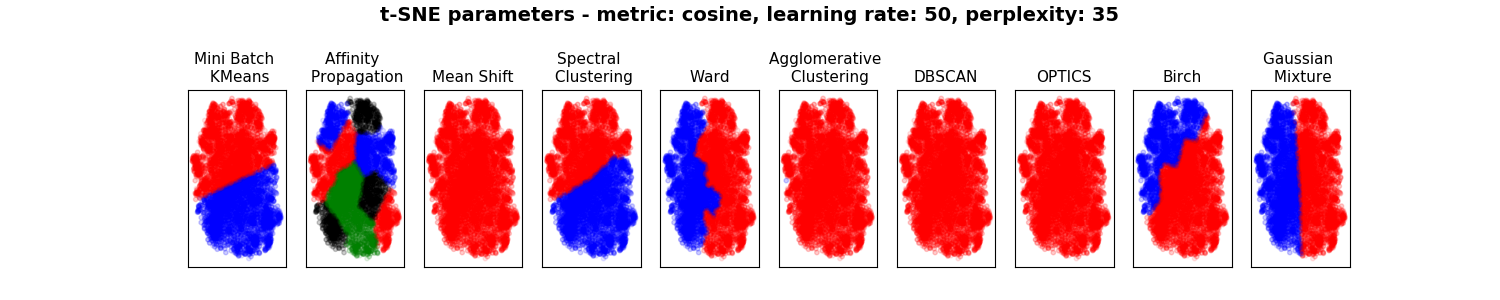 t-SNE parameters - metric: cosine, learning rate: 50, perplexity: 35
Mini Batch
KMeans
Affinity
Propagation
Mean Shift
Spectral
Clustering
Ward
Agglomerative
Clustering
DBSCAN
OPTICS
Birch
Gaussian
Mixture